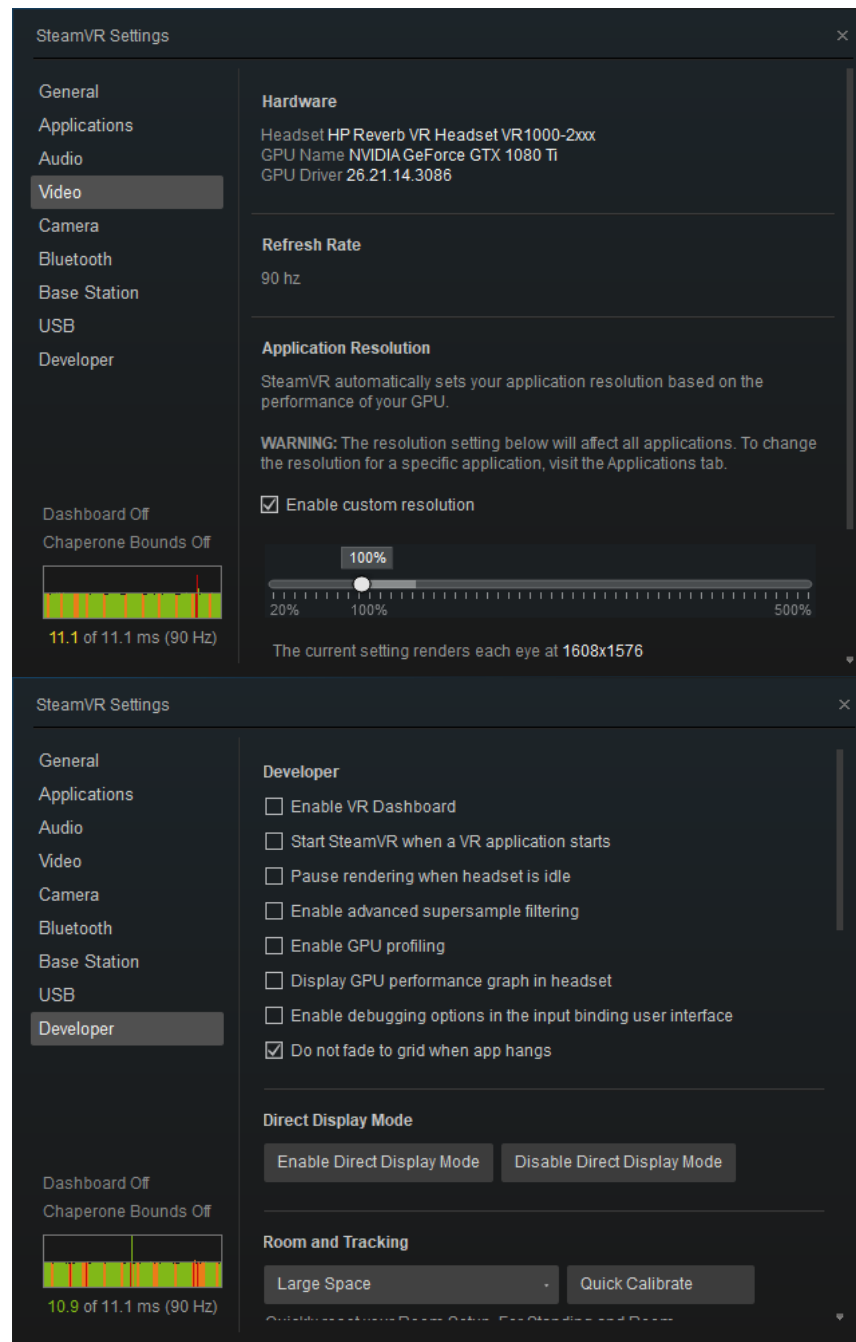 SteamVR Settings
General
Applications
Audio
Video
Camera
Bluetooth
Base Station
USB
Developer
Dashboard Off
Chaperone Bounds Off
11.1 of 11.1 ms (90 Hz)
Hardware
Headset HP Reverb VR Headset VR1000-2xxx
GPU Name NVIDIA GeForce GTX 1080 Ti
GPU Driver 26.21.14.3086
Refresh Rate
90 hz
Application Resolution
SteamVR automatically sets your application resolution based on the
performance of your GPU.
WARNING: The resolution setting below will affect all applications. To change
the resolution for a specific application, visit the Applications tab.
Enable custom resolution
100%
20% 100% 500%
The current setting renders each eye at 1608x1576
SteamVR Settings
General
Applications
Audio
Video
Camera
Bluetooth
Base Station
USB
Developer
Dashboard Off
Chaperone Bounds Off
10.9 of 11.1 ms (90 Hz)
Developer
Enable VR Dashboard
Start SteamVR when a VR application starts
Pause rendering when headset is idle
Enable advanced supersample filtering
Enable GPU profiling
Display GPU performance graph in headset
Enable debugging options in the input binding user interface
Do not fade to grid when app hangs
Direct Display Mode
Enable Direct Display Mode
Disable Direct Display Mode
Room and Tracking
Large Space
Quick Calibrate
Quickly reset your Room Setup. For Standing and Room